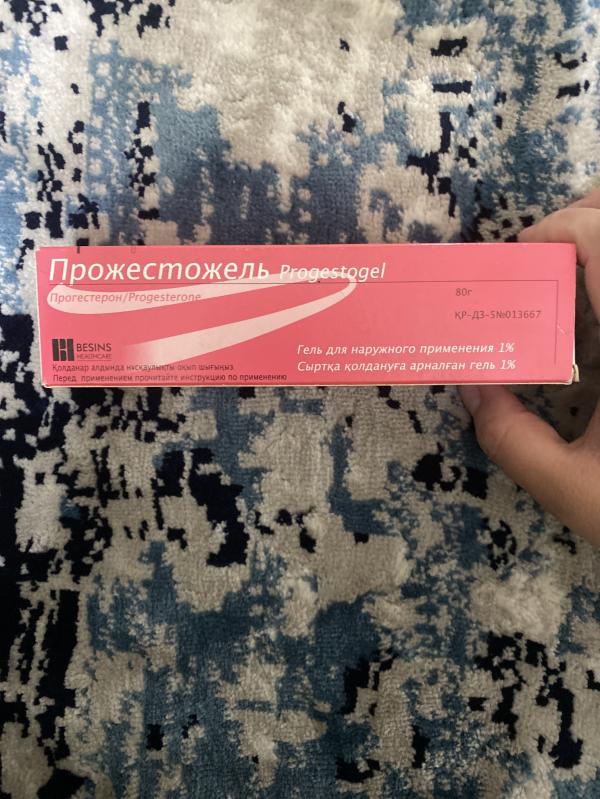 Прожестожель Progestogel
Прогестерон/Progesterone
80г
ҚР-ДЗ-5№013667
BESINS
HEALTHCARE
Гель для наружного применения 1%
Сыртқа қолдануға арналған гель 1%
Қолданар алдында нұсқаулықты оқып шығыңыз
Перед применением прочитайте инструкцию по применению